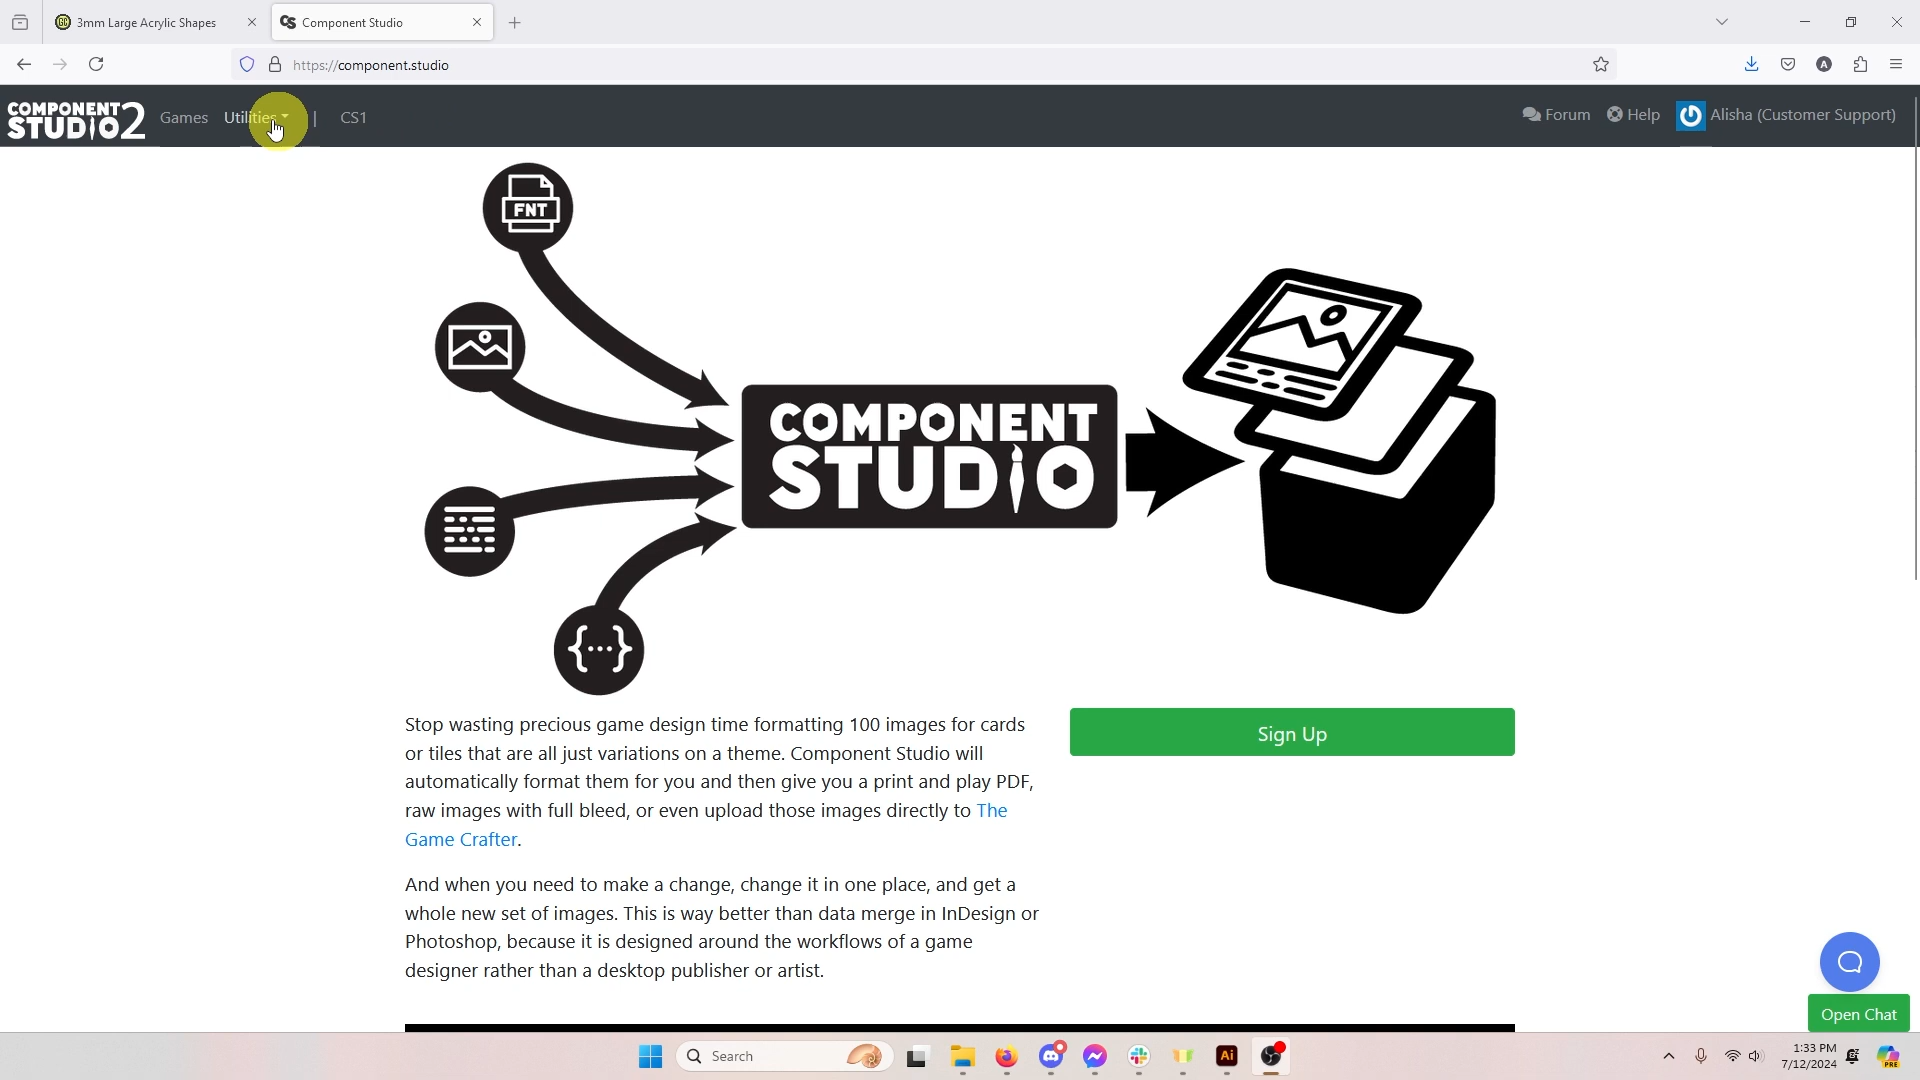 3mm Large Acrylic Shapes
Component Studio
https://component.studio
COMPONENT
STUDIO2
Games
Utilities
|
CS1
Forum
Help
Alisha (Customer Support)
FNT
COMPONENT
STUDIO
{...}
Stop wasting precious game design time formatting 100 images for cards
or tiles that are all just variations on a theme. Component Studio will
automatically format them for you and then give you a print and play PDF,
raw images with full bleed, or even upload those images directly to The
Game Crafter.
Sign Up
And when you need to make a change, change it in one place, and get a
whole new set of images. This is way better than data merge in InDesign or
Photoshop, because it is designed around the workflows of a game
designer rather than a desktop publisher or artist.
Open Chat
Search
Ai
PRE
1:33 PM
7/12/2024